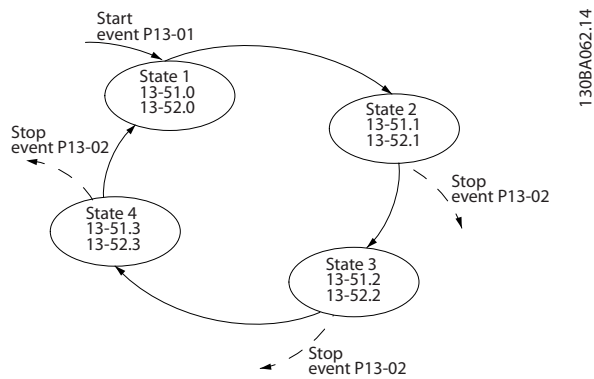 Start
event P13-01
State 1
13-51.0
13-52.0
State 2
13-51.1
13-52.1
Stop
event P13-02
Stop
event P13-02
State 4
13-51.3
13-52.3
State 3
13-51.2
13-52.2
Stop
event P13-02
130BA062.14